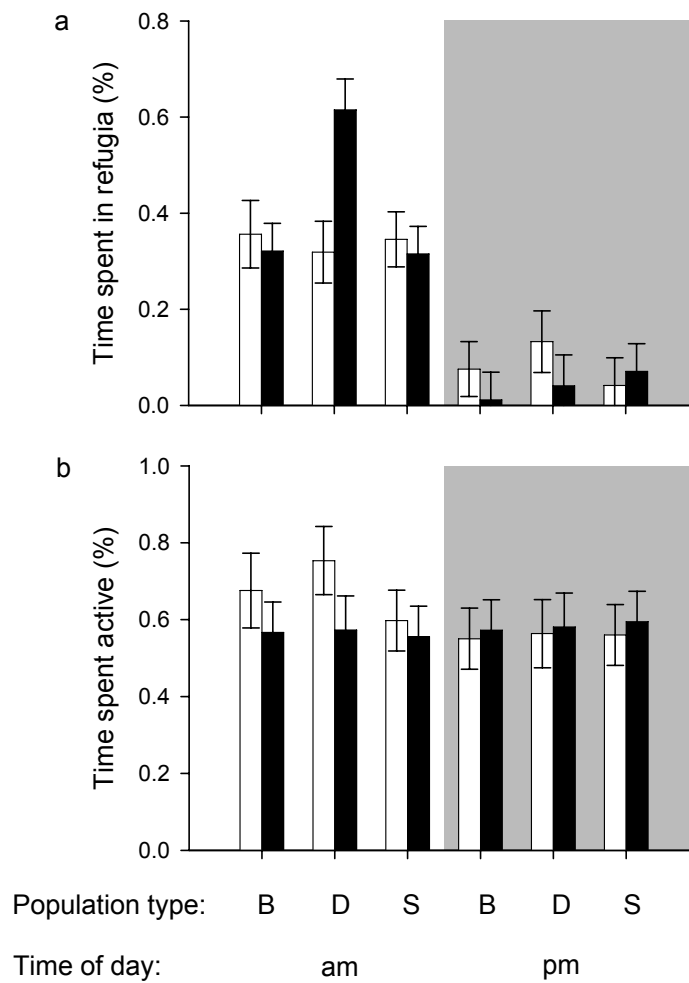 a
Time spent in refugia (%)
0.8
0.6
0.4
0.2
0.0
b
Time spent active (%)
1.0
0.8
0.6
0.4
0.2
0.0
Population type: B D S B D S
Time of day: am pm